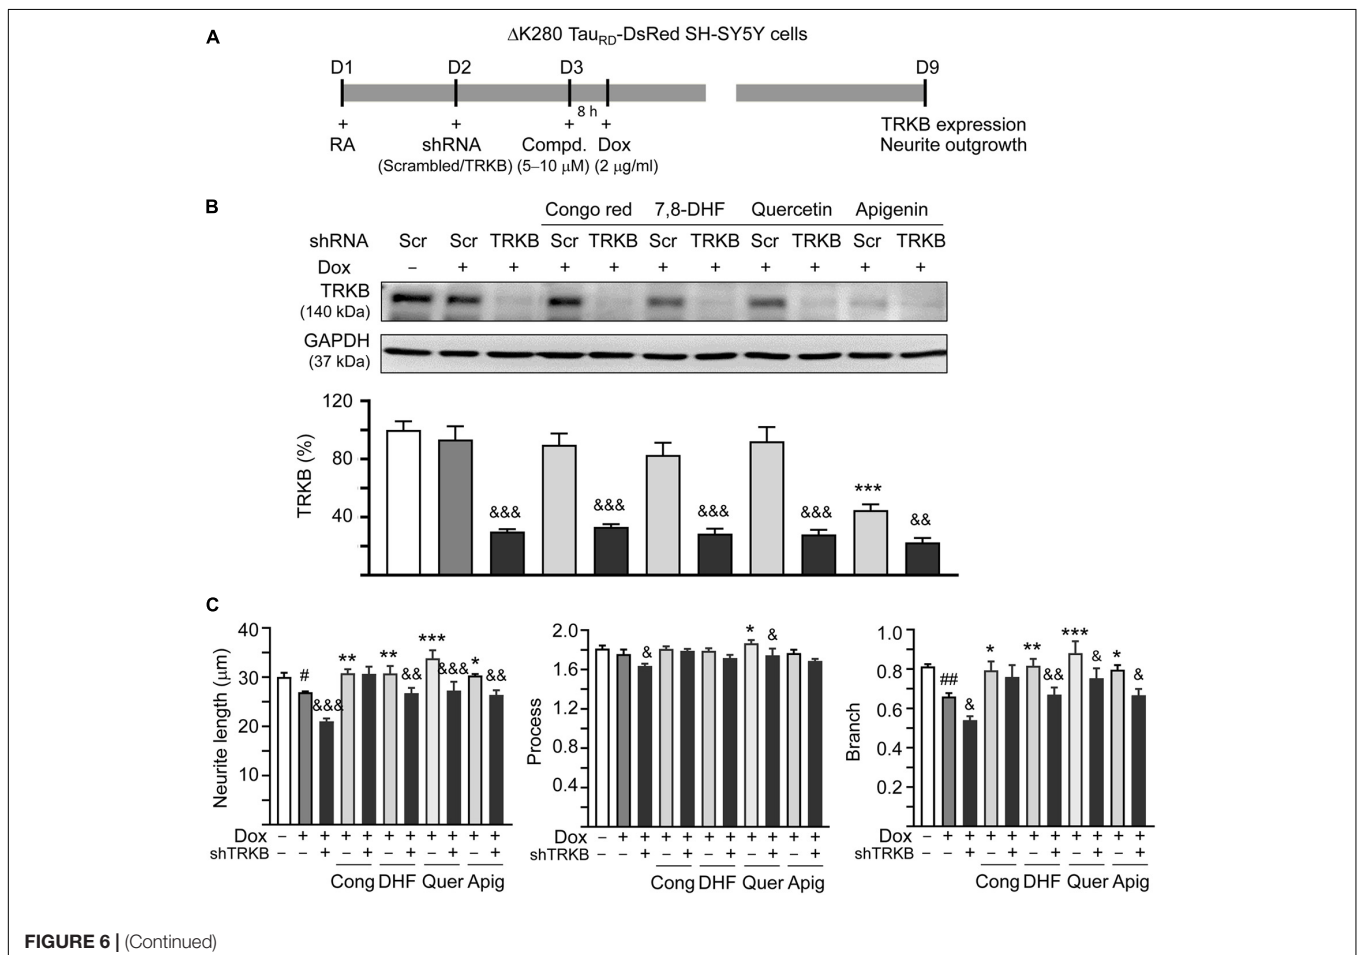 A
ΔK280 TauRD-DsRed SH-SY5Y cells
D1 D2 D3 D9
8 h
+ + + +
RA shRNA Compd. Dox
(Scrambled/TRKB) (5–10 μM) (2 μg/ml)
TRKB expression
Neurite outgrowth
B
Congo red 7,8-DHF Quercetin Apigenin
shRNA Scr Scr TRKB Scr TRKB Scr TRKB Scr TRKB Scr TRKB
Dox – + + + + + + + + + +
TRKB
(140 kDa)
GAPDH
(37 kDa)
TRKB (%)
120
80
40
&&& &&& &&& &&& *** &&
C
Neurite length (μm)
40
30
20
10
# &&& ** ** && *** &&& * &&
Dox – + + + + + + + + + +
shTRKB – – + – + – + – + – +
Cong DHF Quer Apig
Process
2.0
1.6
1.2
0.8
0.4
& * &
Dox – + + + + + + + + + +
shTRKB – – + – + – + – + – +
Cong DHF Quer Apig
Branch
1.0
0.8
0.6
0.4
0.2
## & * ** && *** & * &
Dox – + + + + + + + + + +
shTRKB – – + – + – + – + – +
Cong DHF Quer Apig
FIGURE 6 | (Continued)